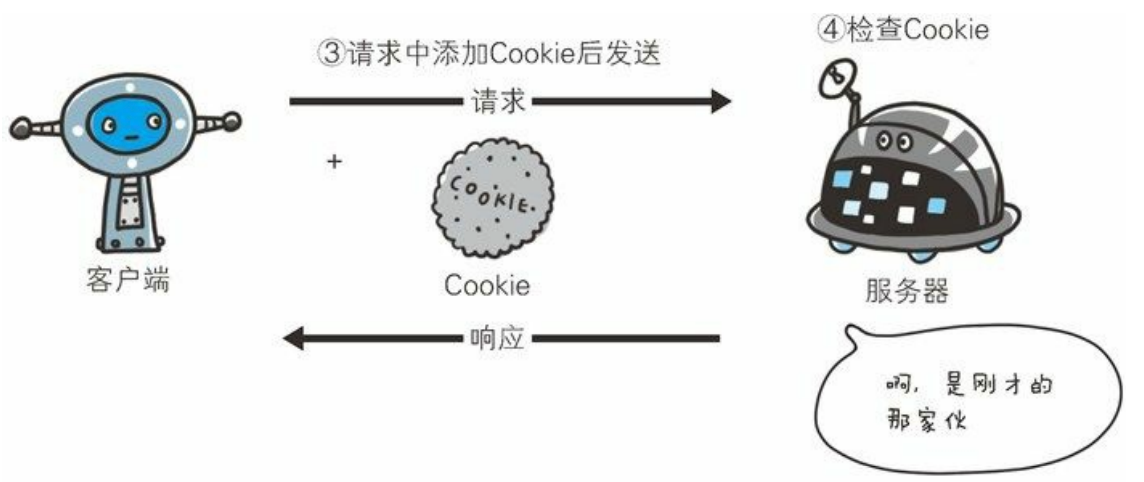 ④检查Cookie
③请求中添加Cookie后发送
请求
+
COOKIE.
客户端
Cookie
服务器
响应
啊,是刚才的
那家伙